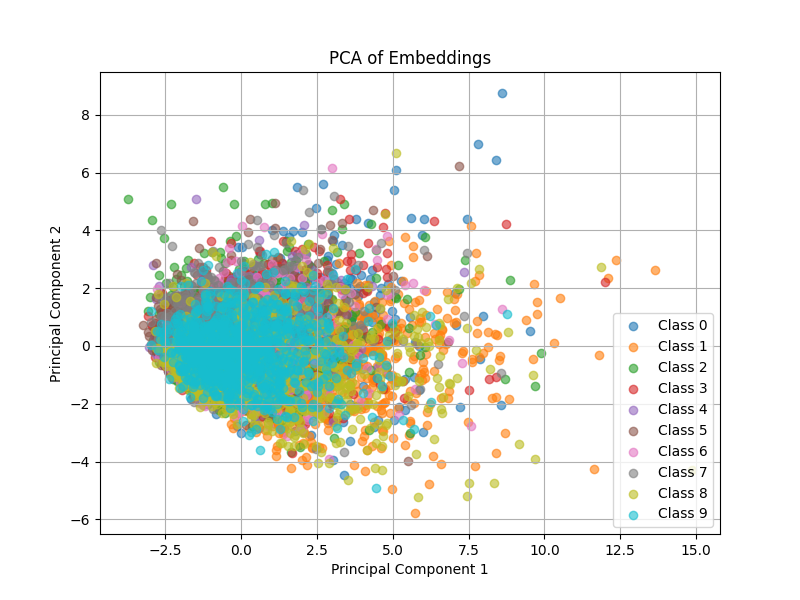 PCA of Embeddings
8
6
4
2
0
−2
−4
−6
Principal Component 2
Class 0
Class 1
Class 2
Class 3
Class 4
Class 5
Class 6
Class 7
Class 8
Class 9
−2.5 0.0 2.5 5.0 7.5 10.0 12.5 15.0
Principal Component 1